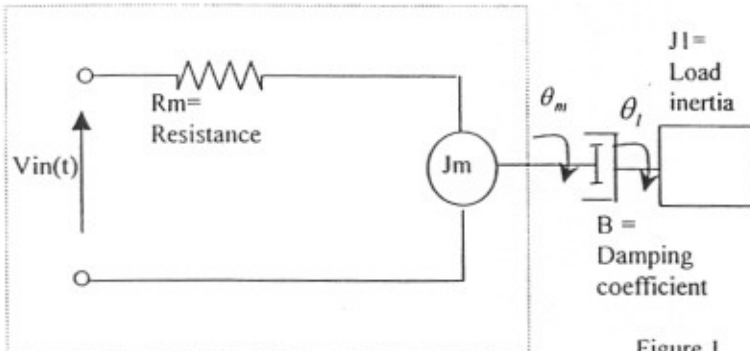 J1=
Load
inertia
θm
θl
Rm=
Resistance
Vin(t)
Jm
B =
Damping
coefficient
Figure 1